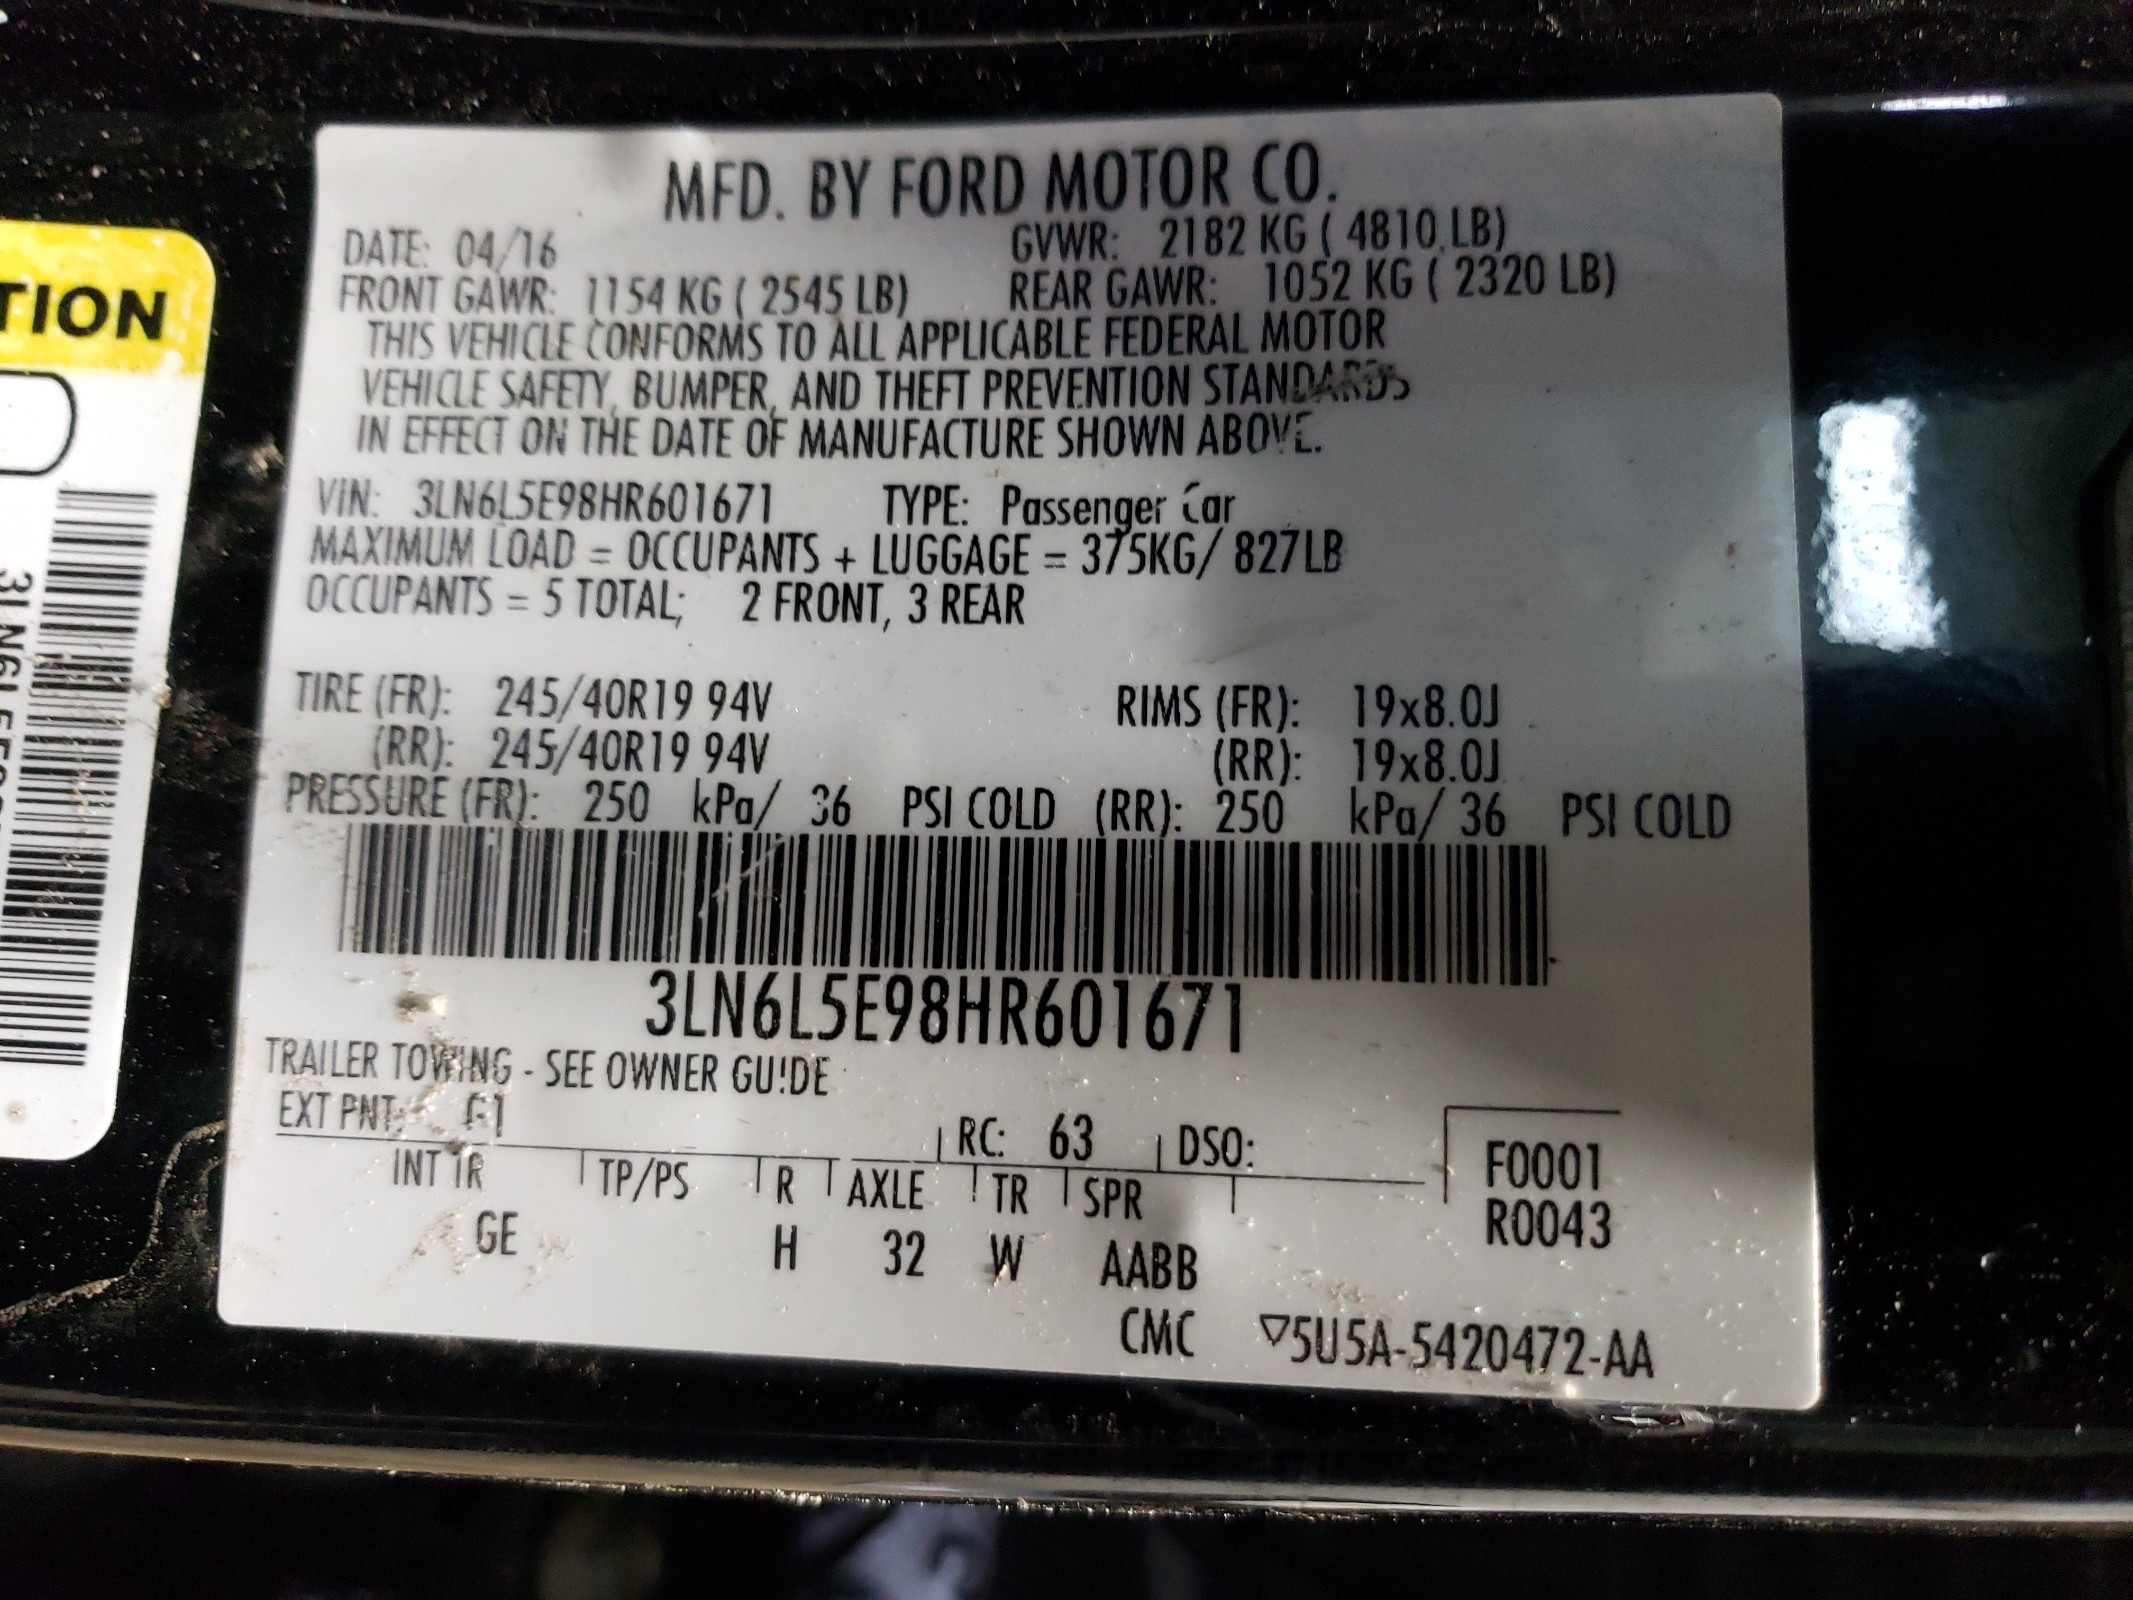 MFD. BY FORD MOTOR CO.
DATE: 04/16 GVWR: 2182 KG ( 4810 LB)
FRONT GAWR: 1154 KG ( 2545 LB) REAR GAWR: 1052 KG ( 2320 LB)
THIS VEHICLE CONFORMS TO ALL APPLICABLE FEDERAL MOTOR
VEHICLE SAFETY, BUMPER, AND THEFT PREVENTION STANDARDS
IN EFFECT ON THE DATE OF MANUFACTURE SHOWN ABOVE.
VIN: 3LN6L5E98HR601671 TYPE: Passenger Car
MAXIMUM LOAD = OCCUPANTS + LUGGAGE = 375KG/ 827LB
OCCUPANTS = 5 TOTAL; 2 FRONT, 3 REAR
TIRE (FR): 245/40R19 94V RIMS (FR): 19x8.0J
(RR): 245/40R19 94V (RR): 19x8.0J
PRESSURE (FR): 250 kPa/ 36 PSI COLD (RR): 250 kPa/ 36 PSI COLD
3LN6L5E98HR601671
TRAILER TOWING - SEE OWNER GUIDE
EXT PNT:
RC: 63 DSO:
INT TR TP/PS R AXLE TR SPR
F0001
R0043
GE H 32 W AABB
CMC ▽5U5A-5420472-AA
TION